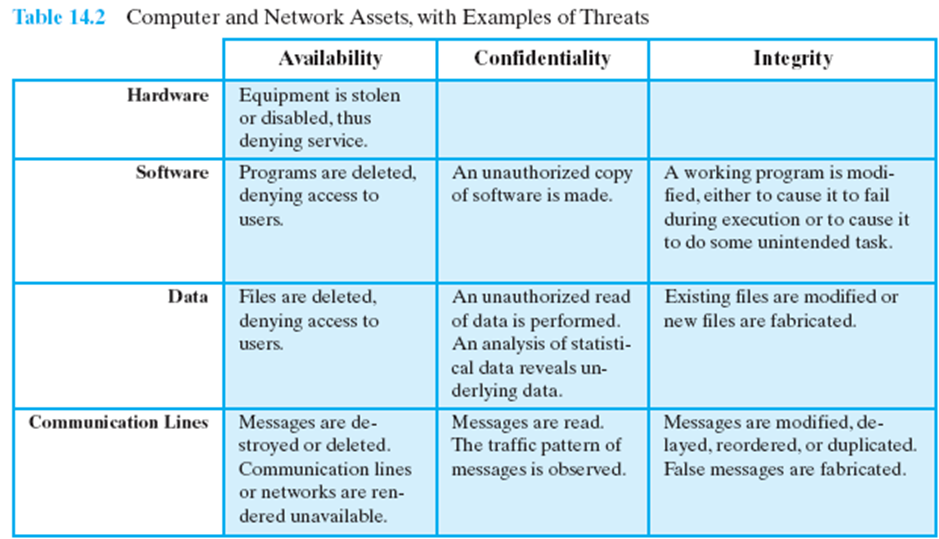 Table 14.2 Computer and Network Assets, with Examples of Threats
Availability Confidentiality Integrity
Hardware
Equipment is stolen
or disabled, thus
denying service.
Software
Programs are deleted,
denying access to
users.
An unauthorized copy
of software is made.
A working program is modi-
fied, either to cause it to fail
during execution or to cause it
to do some unintended task.
Data
Files are deleted,
denying access to
users.
An unauthorized read
of data is performed.
An analysis of statisti-
cal data reveals un-
derlying data.
Existing files are modified or
new files are fabricated.
Communication Lines
Messages are de-
stroyed or deleted.
Communication lines
or networks are ren-
dered unavailable.
Messages are read.
The traffic pattern of
messages is observed.
Messages are modified, de-
layed, reordered, or duplicated.
False messages are fabricated.